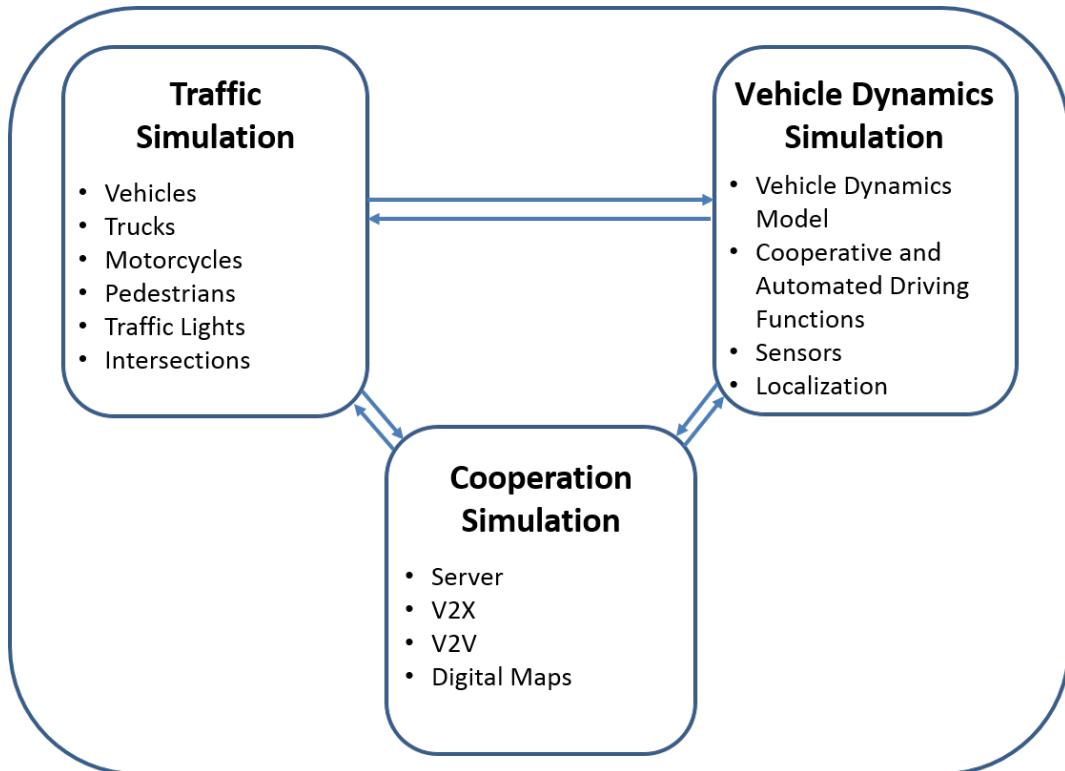 Traffic
Simulation
• Vehicles
• Trucks
• Motorcycles
• Pedestrians
• Traffic Lights
• Intersections
Vehicle Dynamics
Simulation
• Vehicle Dynamics
Model
• Cooperative and
Automated Driving
Functions
• Sensors
• Localization
Cooperation
Simulation
• Server
• V2X
• V2V
• Digital Maps